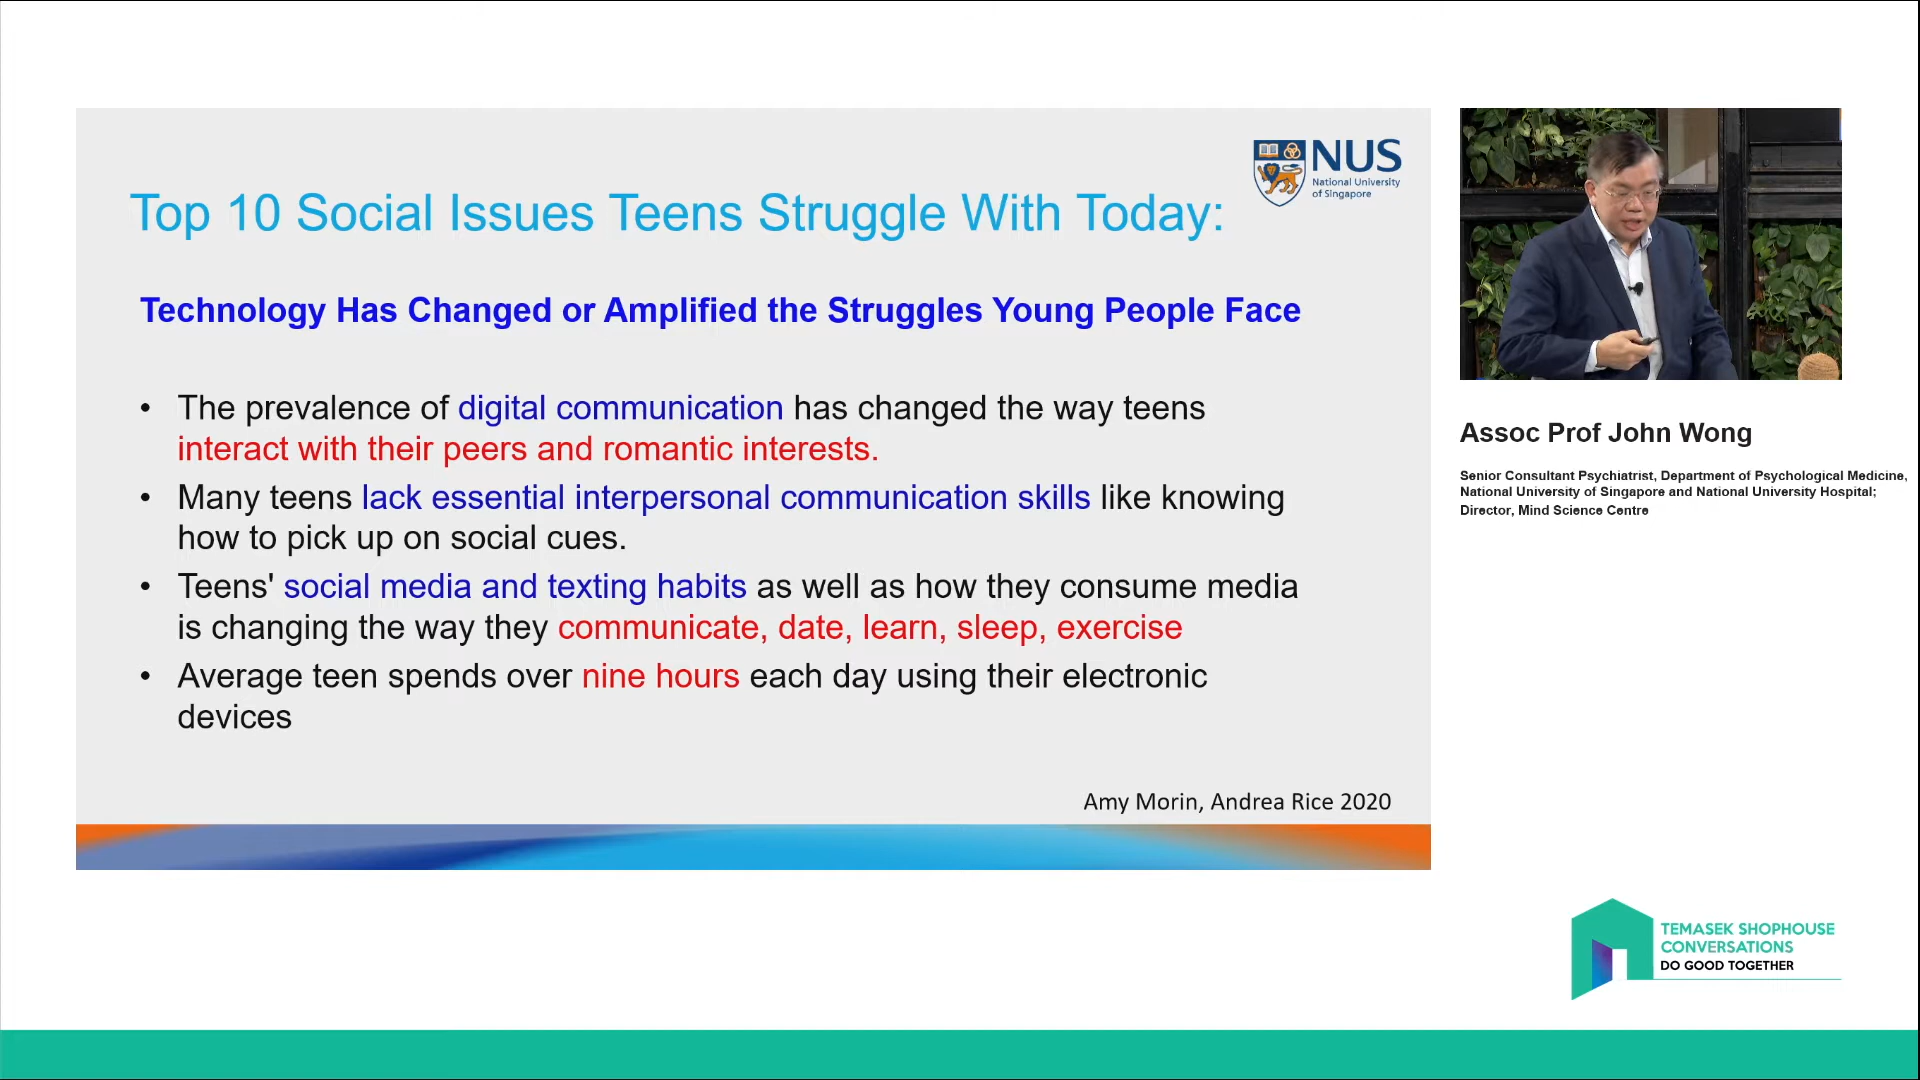 NUS
National University
of Singapore
Top 10 Social Issues Teens Struggle With Today:
Technology Has Changed or Amplified the Struggles Young People Face
• The prevalence of digital communication has changed the way teens
interact with their peers and romantic interests.
• Many teens lack essential interpersonal communication skills like knowing
how to pick up on social cues.
• Teens' social media and texting habits as well as how they consume media
is changing the way they communicate, date, learn, sleep, exercise
• Average teen spends over nine hours each day using their electronic
devices
Amy Morin, Andrea Rice 2020
Assoc Prof John Wong
Senior Consultant Psychiatrist, Department of Psychological Medicine,
National University of Singapore and National University Hospital;
Director, Mind Science Centre
TEMASEK SHOPHOUSE
CONVERSATIONS
DO GOOD TOGETHER